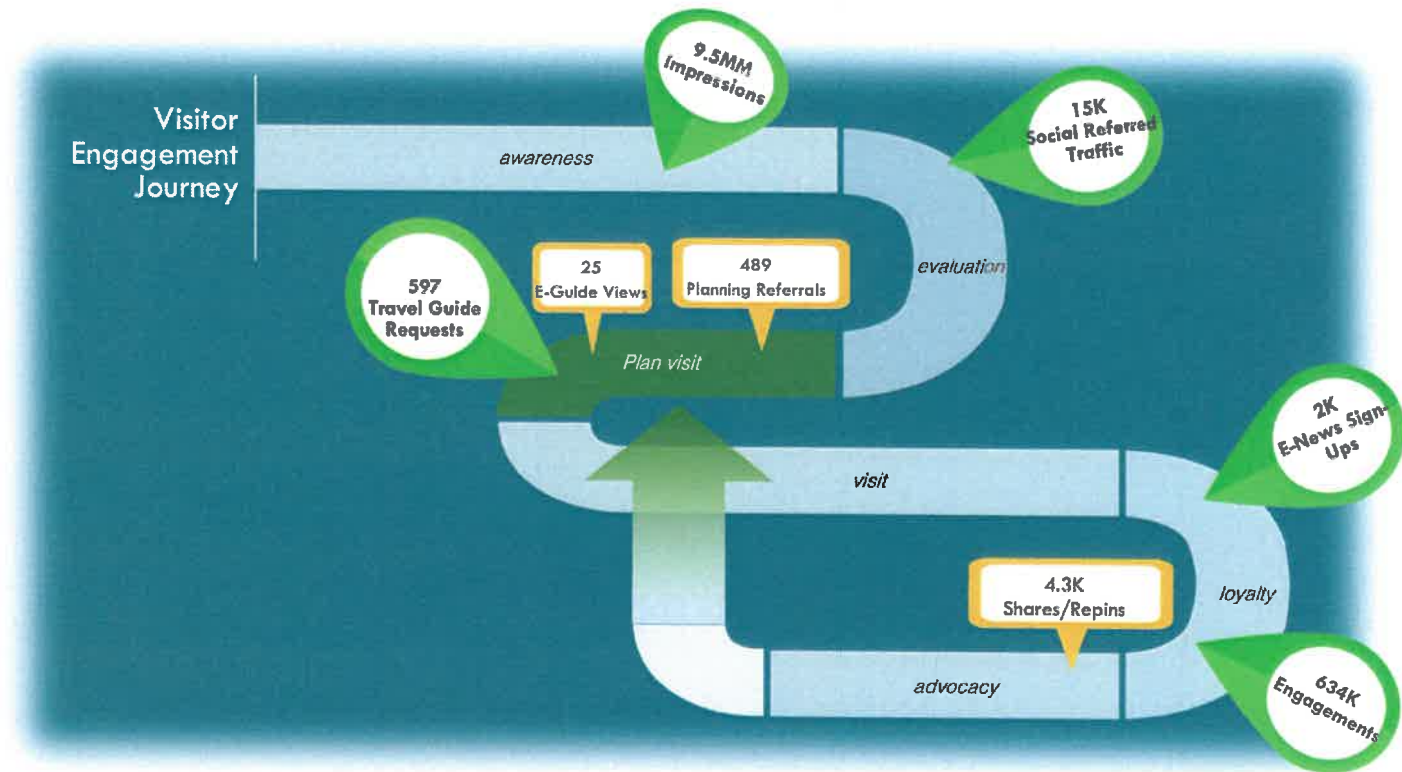 Visitor
Engagement
Journey
awareness
9.5MM
Impressions
15K
Social Referred
Traffic
evaluation
489
Planning Referrals
25
E-Guide Views
597
Travel Guide
Requests
Plan visit
visit
2K
E-News Sign-
Ups
loyalty
634K
Engagements
4.3K
Shares/Repins
advocacy